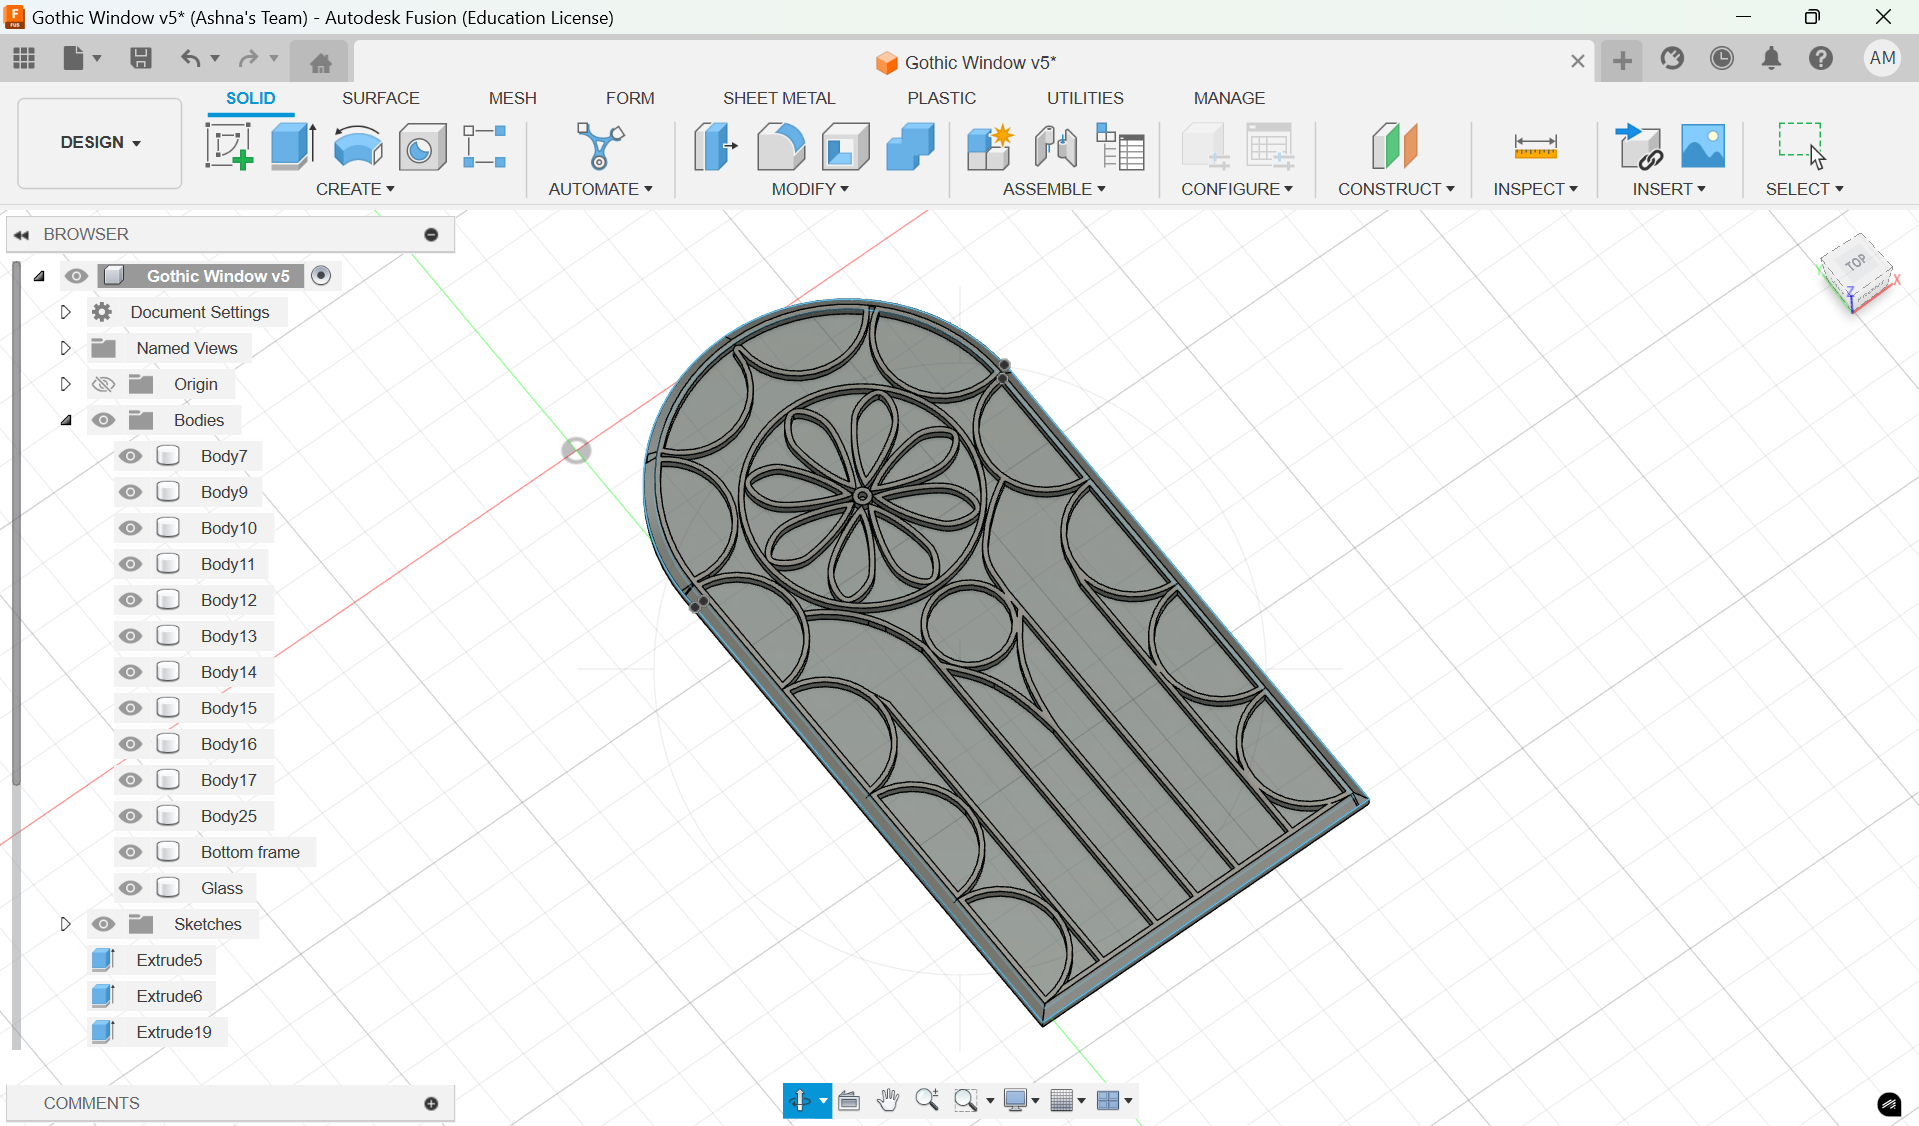 Gothic Window v5* (Ashna's Team) - Autodesk Fusion (Education License)
Gothic Window v5*
AM
DESIGN
SOLID SURFACE MESH FORM SHEET METAL PLASTIC UTILITIES MANAGE
CREATE AUTOMATE MODIFY ASSEMBLE CONFIGURE CONSTRUCT INSPECT INSERT SELECT
BROWSER
Gothic Window v5
Document Settings
Named Views
Origin
Bodies
Body7
Body9
Body10
Body11
Body12
Body13
Body14
Body15
Body16
Body17
Body25
Bottom frame
Glass
Sketches
Extrude5
Extrude6
Extrude19
COMMENTS
TOP
X
Z